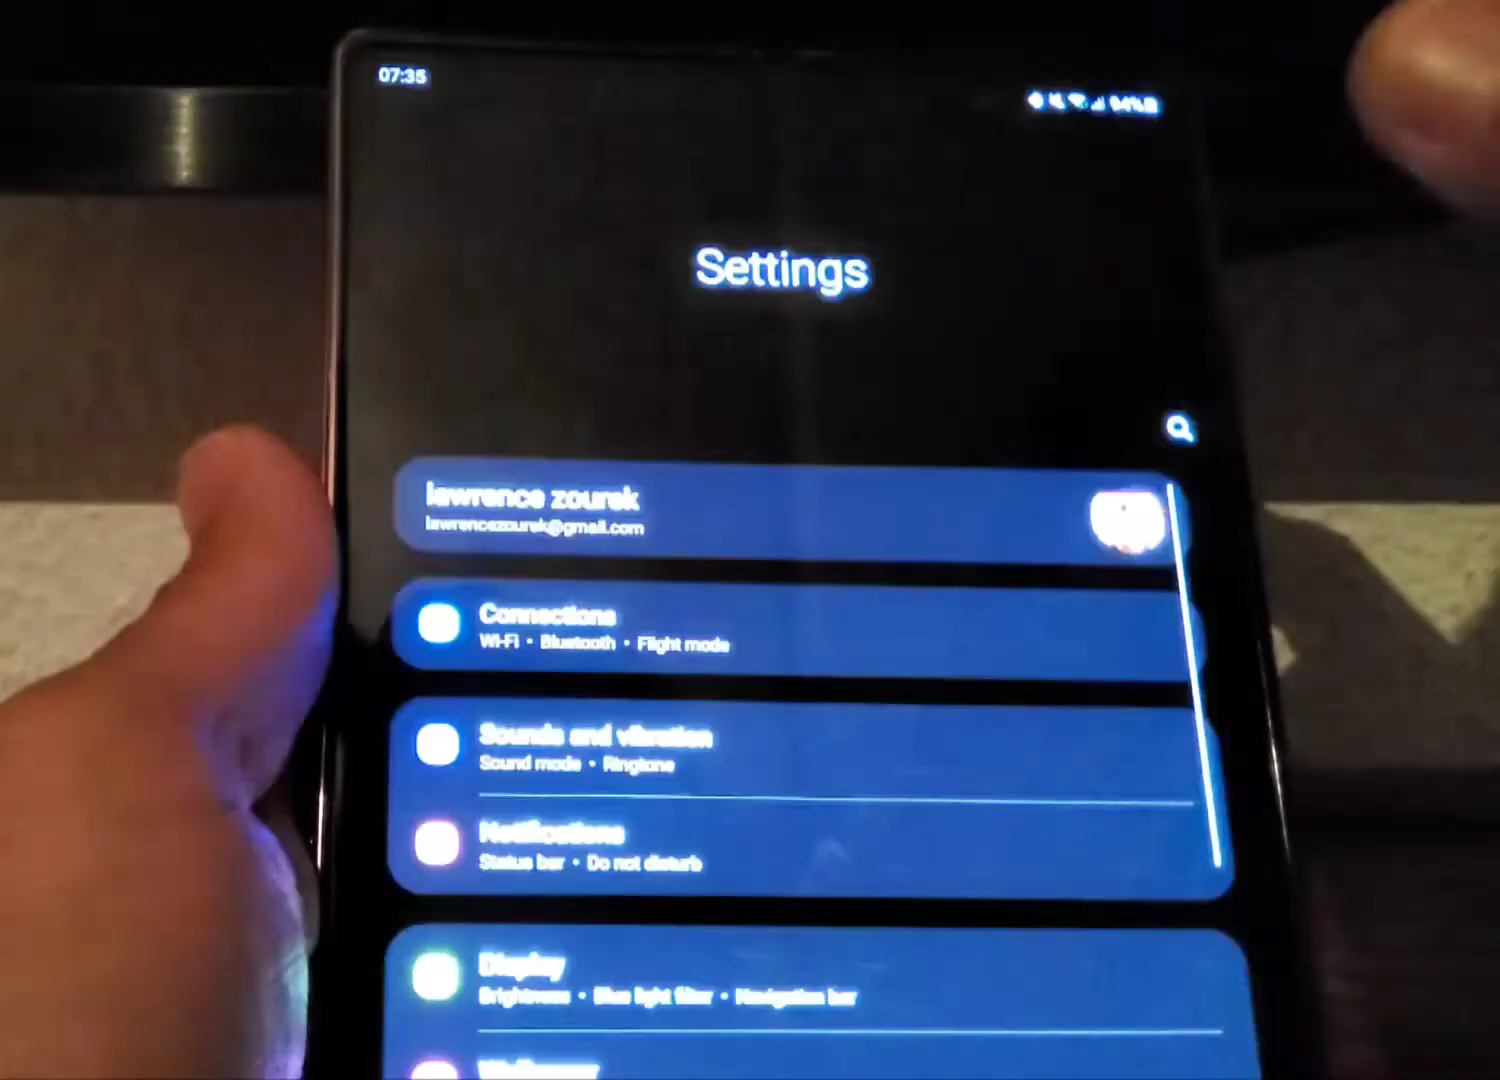 07:35
Settings
lawrence zourek
lawrencezourek@gmail.com
Connections
Wi-Fi • Bluetooth • Flight mode
Sounds and vibration
Sound mode • Ringtone
Notifications
Status bar • Do not disturb
Display
Brightness • Blue light filter • Navigation bar
Wallpaper